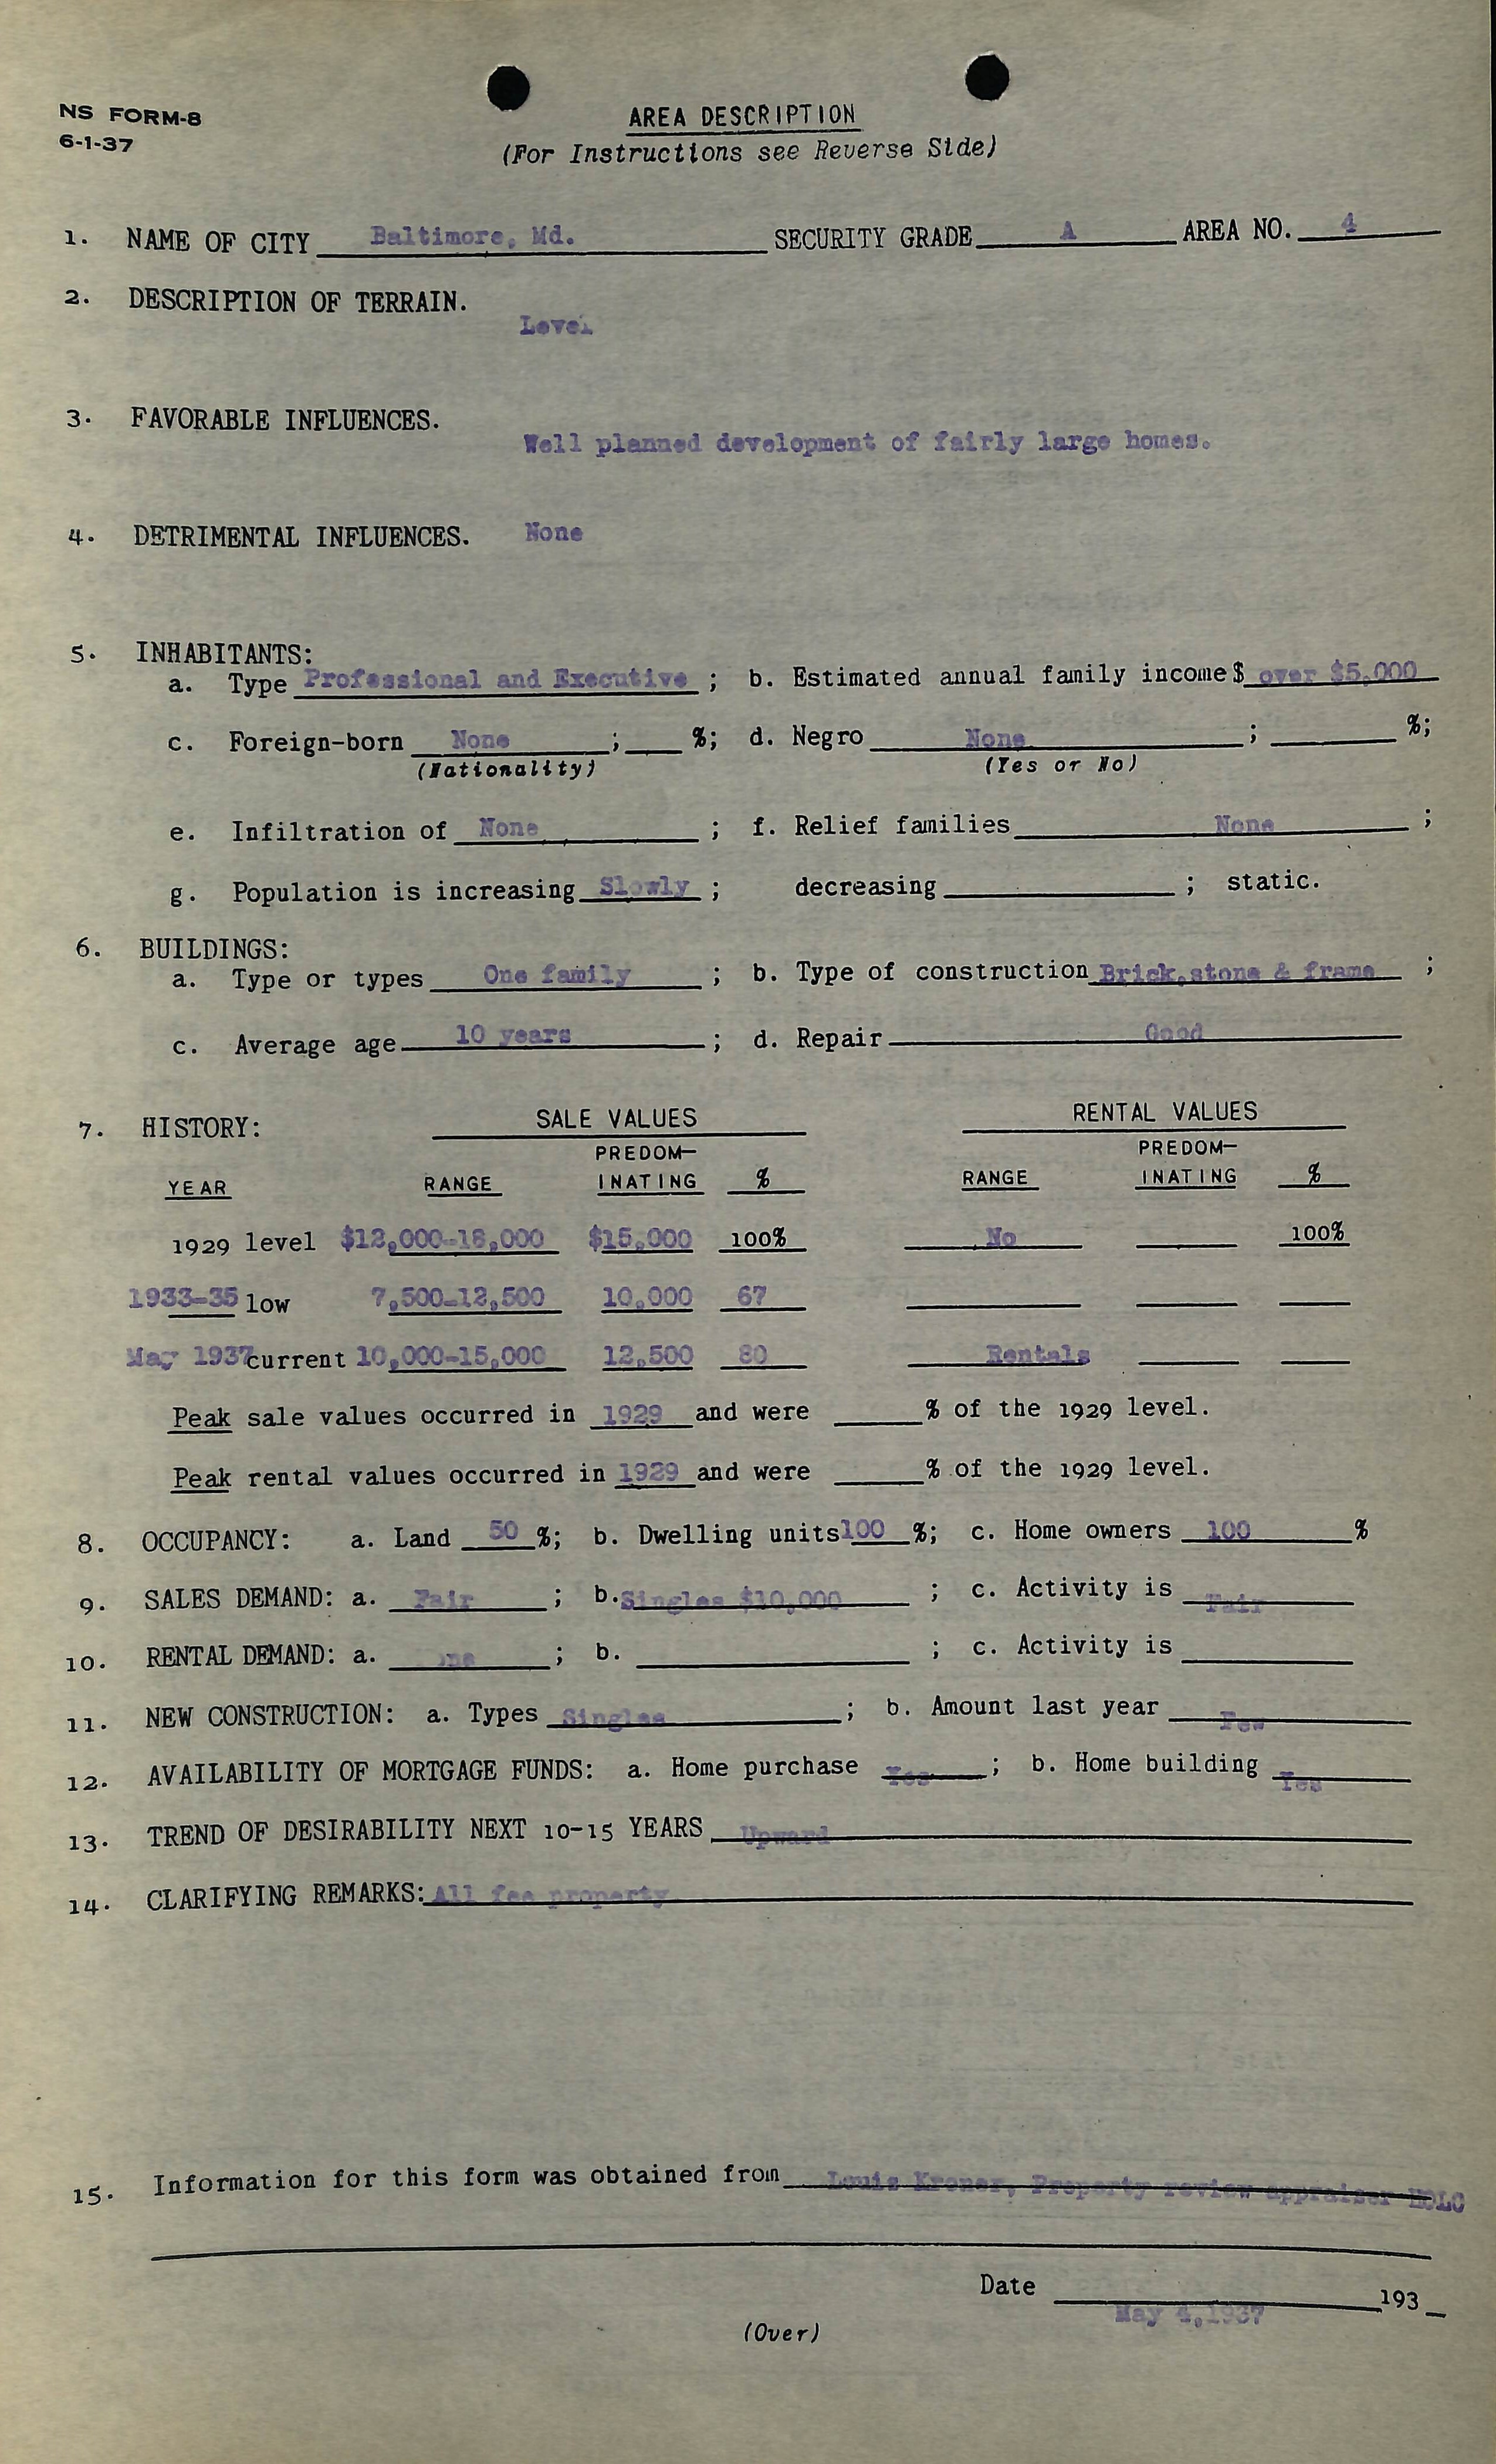 NS FORM-8
6-1-37
AREA DESCRIPTION
(For Instructions see Reverse Side)
1. NAME OF CITY Baltimore, Md. SECURITY GRADE A AREA NO. 4
2. DESCRIPTION OF TERRAIN.
Level
3. FAVORABLE INFLUENCES.
Well planned development of fairly large homes.
4. DETRIMENTAL INFLUENCES. None
5. INHABITANTS:
a. Type Professional and Executive ; b. Estimated annual family income $ over $5,000
c. Foreign-born None ; %; d. Negro None ; %;
(Nationality) (Yes or No)
e. Infiltration of None ; f. Relief families None ;
g. Population is increasing Slowly ; decreasing ; static.
6. BUILDINGS:
a. Type or types One family ; b. Type of construction Brick,stone & frame ;
c. Average age 10 years ; d. Repair Good
7. HISTORY: SALE VALUES RENTAL VALUES
PREDOM- PREDOM-
YEAR RANGE INATING % RANGE INATING %
1929 level $12,000-18,000 $15,000 100% No 100%
1933-35 low 7,500-12,500 10,000 67
May 1937 current 10,000-15,000 12,500 80 Rentals
Peak sale values occurred in 1929 and were % of the 1929 level.
Peak rental values occurred in 1929 and were % of the 1929 level.
8. OCCUPANCY: a. Land 50 %; b. Dwelling units 100 %; c. Home owners 100 %
9. SALES DEMAND: a. Fair ; b. Singles $10,000 ; c. Activity is Fair
10. RENTAL DEMAND: a. ; b. ; c. Activity is
11. NEW CONSTRUCTION: a. Types Singles ; b. Amount last year Few
12. AVAILABILITY OF MORTGAGE FUNDS: a. Home purchase Yes ; b. Home building Yes
13. TREND OF DESIRABILITY NEXT 10-15 YEARS Upward
14. CLARIFYING REMARKS: All fee property
15. Information for this form was obtained from Louis Kroner, Property review appraiser HOLC
Date May 4,1937 193
(Over)